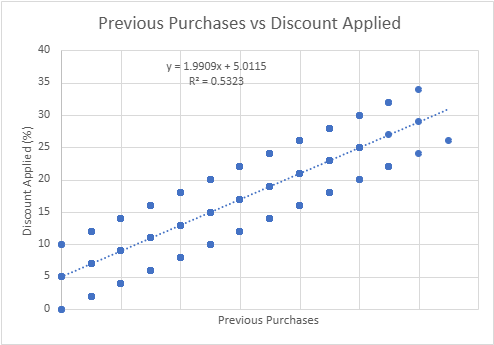 Previous Purchases vs Discount Applied
40
35
30
25
20
15
10
5
0
y = 1.9909x + 5.0115
R² = 0.5323
Discount Applied (%)
Previous Purchases